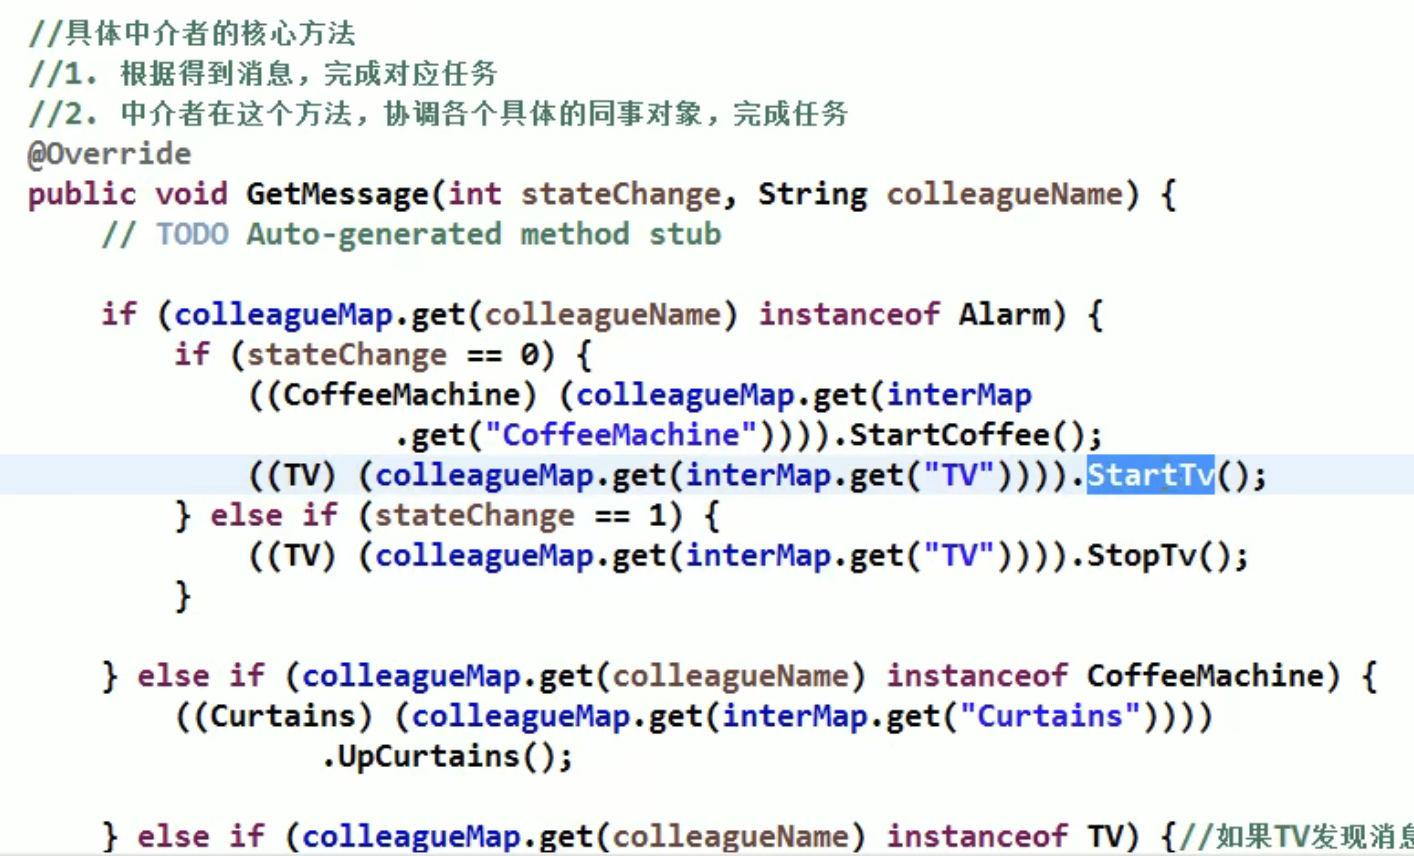 //具体中介者的核心方法
//1. 根据得到消息，完成对应任务
//2. 中介者在这个方法，协调各个具体的同事对象，完成任务
@Override
public void GetMessage(int stateChange, String colleagueName) {
// TODO Auto-generated method stub
if (colleagueMap.get(colleagueName) instanceof Alarm) {
if (stateChange == 0) {
((CoffeeMachine) (colleagueMap.get(interMap
.get("CoffeeMachine")))).StartCoffee();
((TV) (colleagueMap.get(interMap.get("TV")))).StartTv();
} else if (stateChange == 1) {
((TV) (colleagueMap.get(interMap.get("TV")))).StopTv();
}
} else if (colleagueMap.get(colleagueName) instanceof CoffeeMachine) {
((Curtains) (colleagueMap.get(interMap.get("Curtains"))))
.UpCurtains();
} else if (colleagueMap.get(colleagueName) instanceof TV) {//如果TV发现消息